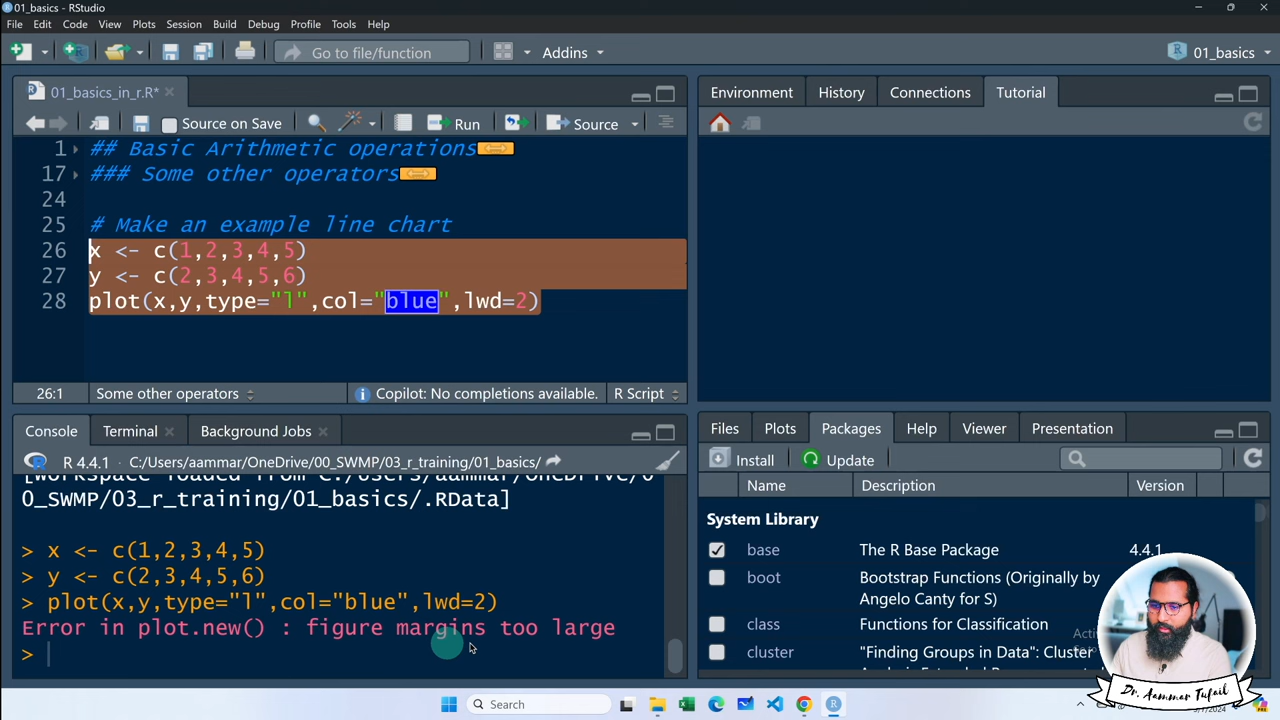 01_basics - RStudio
File Edit Code View Plots Session Build Debug Profile Tools Help
Go to file/function Addins 01_basics
01_basics_in_r.R*
Source on Save Run Source
1 ## Basic Arithmetic operations
17 ### Some other operators
24
25 # Make an example line chart
26 x <- c(1,2,3,4,5)
y <- c(2,3,4,5,6)
28 plot(x,y,type="l",col="blue",lwd=2)
26:1 Some other operators Copilot: No completions available. R Script
Console Terminal Background Jobs
R 4.4.1 · C:/Users/aammar/OneDrive/00_SWMP/03_r_training/01_basics/
[Workspace loaded from C:/Users/aammar/OneDrive/0
0_SWMP/03_r_training/01_basics/.RData]
> x <- c(1,2,3,4,5)
> y <- c(2,3,4,5,6)
> plot(x,y,type="l",col="blue",lwd=2)
Error in plot.new() : figure margins too large
>
Environment History Connections Tutorial
Files Plots Packages Help Viewer Presentation
Install Update
Name Description Version
System Library
base The R Base Package 4.4.1
boot Bootstrap Functions (Originally by
Angelo Canty for S)
class Functions for Classification
cluster "Finding Groups in Data": Cluster
Dr. Aammar Tufail
Search